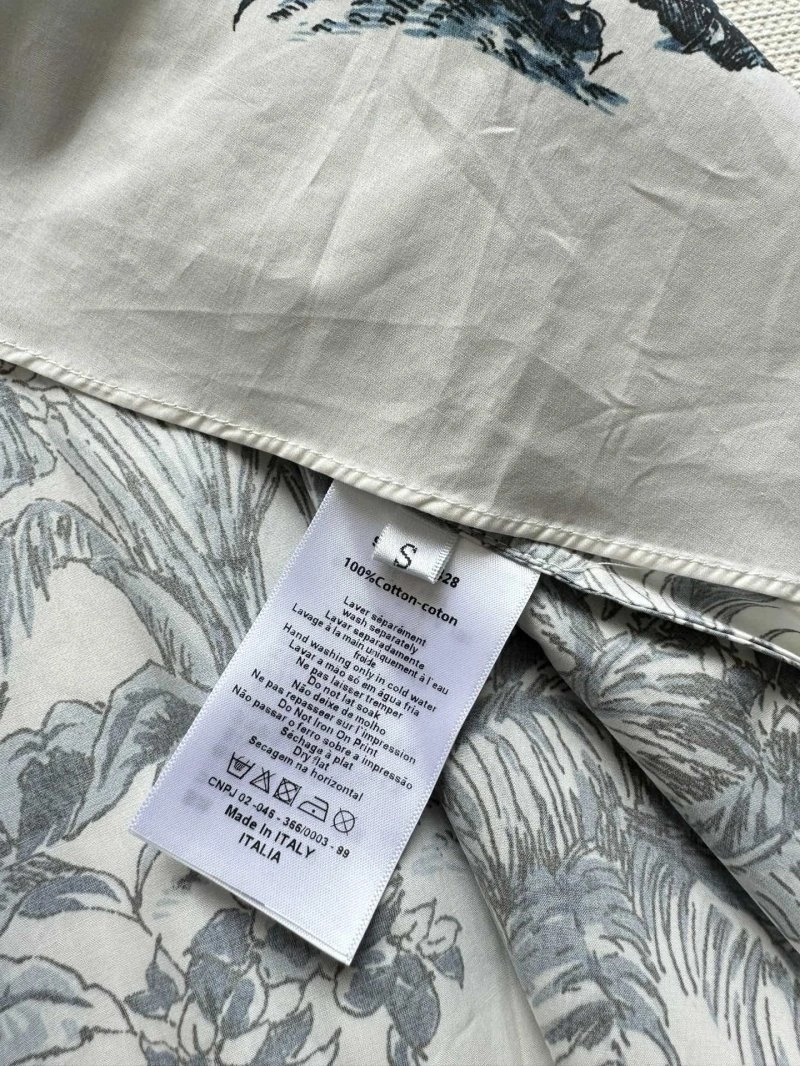 S
28
100%Cotton-coton
Laver séparément
wash separately
Lavar separadamente
Lavage à la main uniquement à l'eau
froide
Hand washing only in cold water
Lavar a mão só em água fria
Ne pas laisser tremper
Do not lat soak
Não deixe de molho
Ne pas repasser sur l'impression
Do Not Iron On Print.
Não passar o ferro sobre a impressão
Séchage à plat
Dry flat
Secagem na horizontal
CNPJ 02 -046 - 366/0003 - 99
Made In ITALY
ITALIA